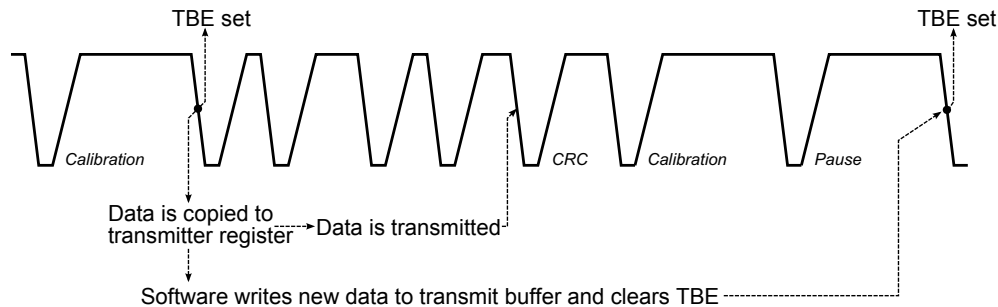 TBE set
TBE set
Calibration
CRC
Calibration
Pause
Data is copied to
transmitter register
Data is transmitted
Software writes new data to transmit buffer and clears TBE